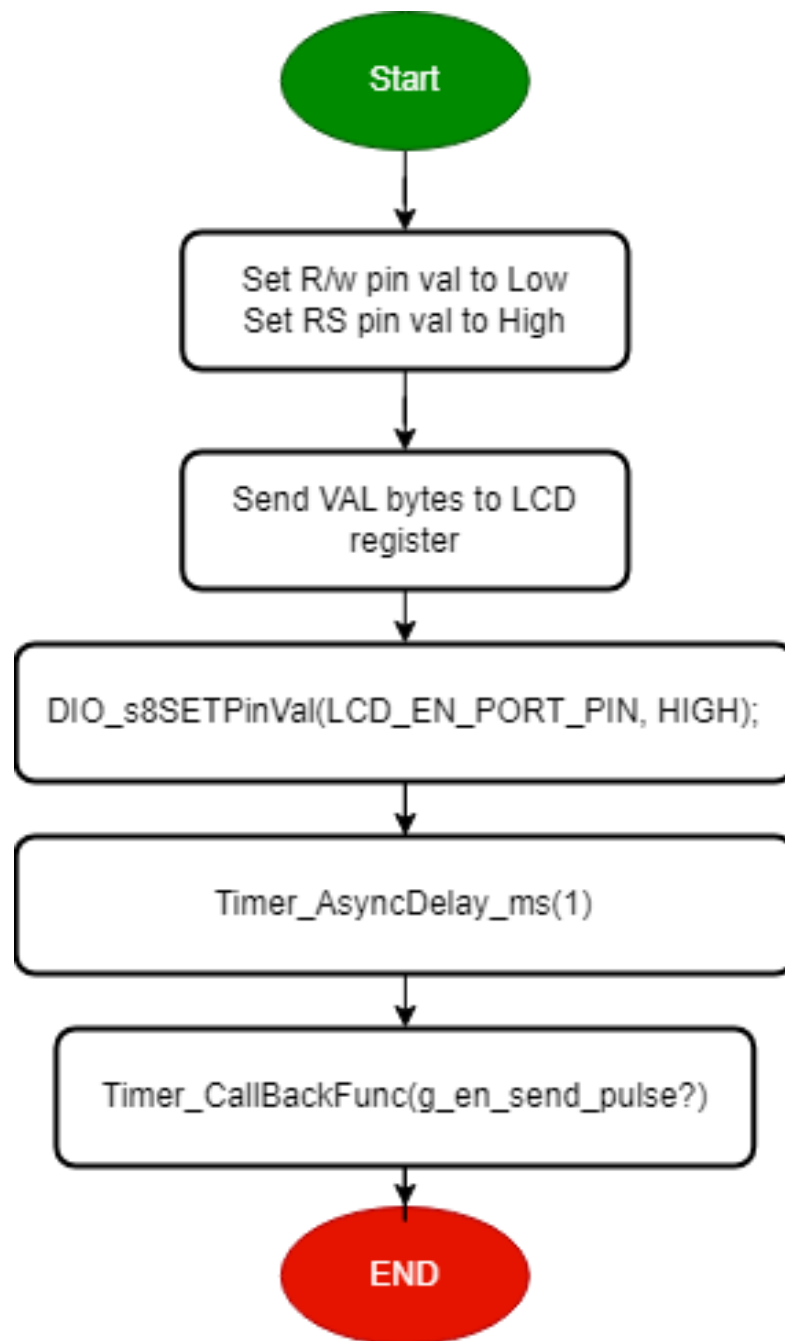 Start
Set R/w pin val to Low
Set RS pin val to High
Send VAL bytes to LCD
register
DIO_s8SETPinVal(LCD_EN_PORT_PIN, HIGH);
Timer_AsyncDelay_ms(1)
Timer_CallBackFunc(g_en_send_pulse?)
END